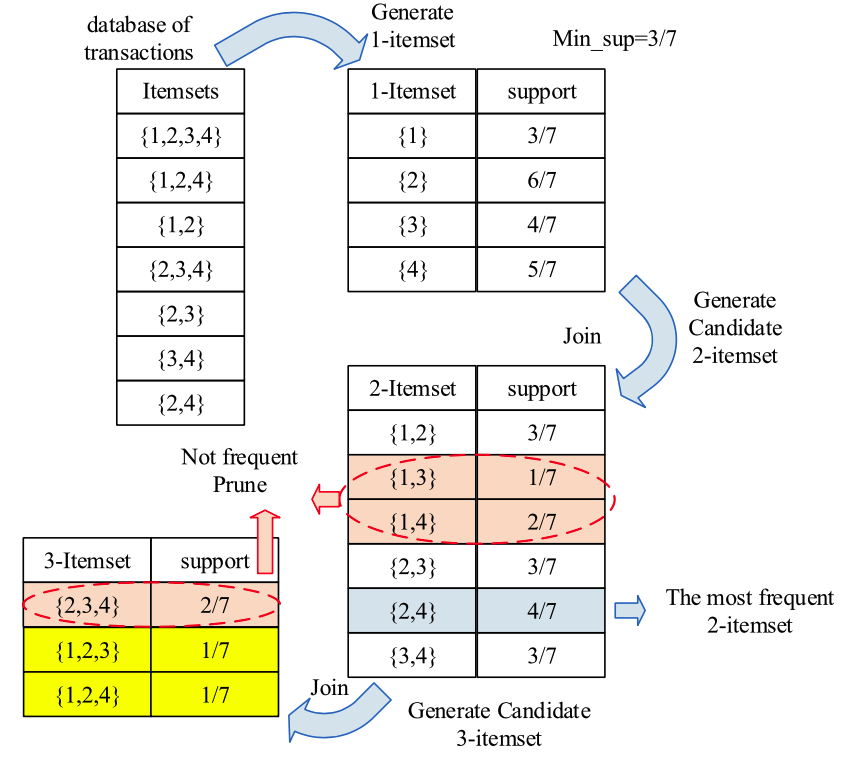 database of
transactions
Generate
1-itemset
Min_sup=3/7
Itemsets
{1,2,3,4}
{1,2,4}
{1,2}
{2,3,4}
{2,3}
{3,4}
{2,4}
1-Itemset support
{1} 3/7
{2} 6/7
{3} 4/7
{4} 5/7
Join
Generate
Candidate
2-itemset
2-Itemset support
{1,2} 3/7
{1,3} 1/7
{1,4} 2/7
{2,3} 3/7
{2,4} 4/7
{3,4} 3/7
Not frequent
Prune
The most frequent
2-itemset
3-Itemset support
{2,3,4} 2/7
{1,2,3} 1/7
{1,2,4} 1/7
Join
Generate Candidate
3-itemset